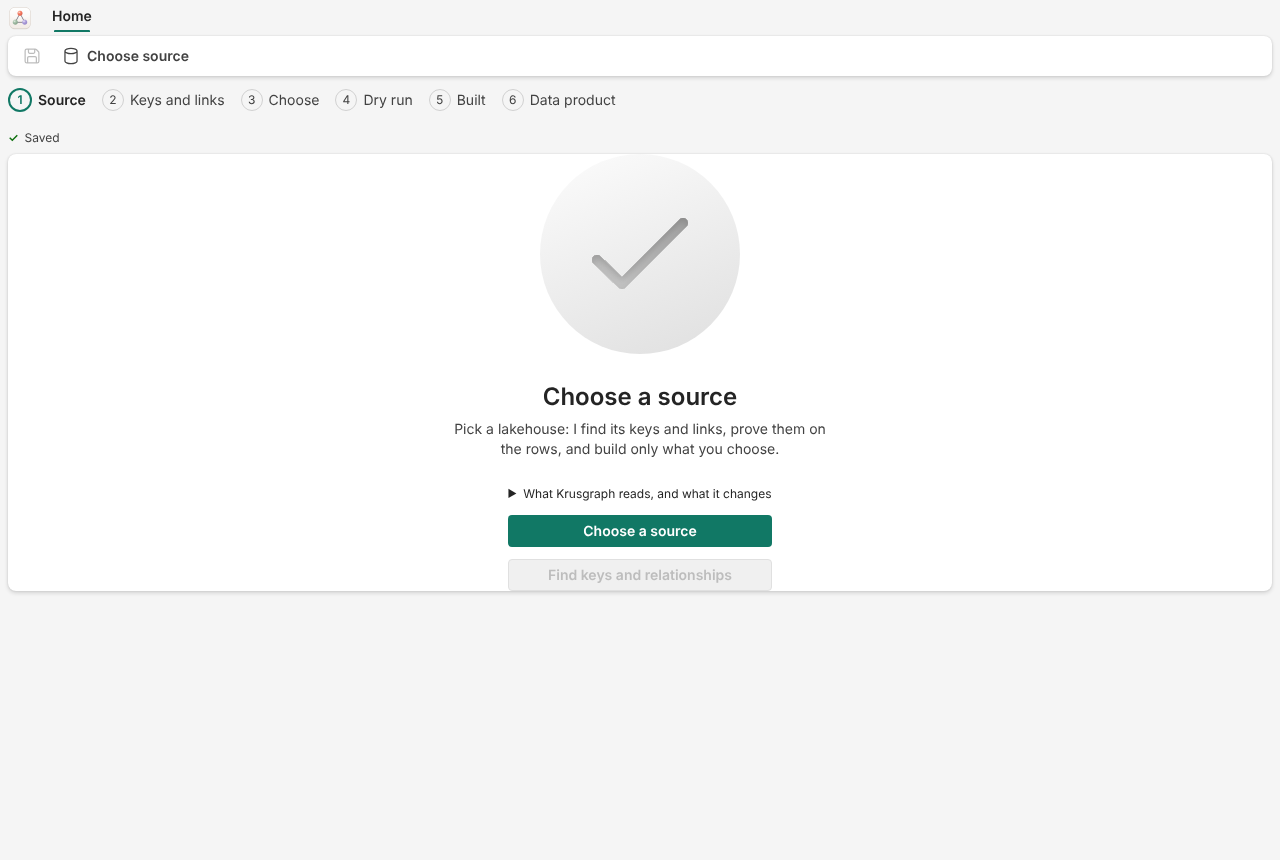 Home
Choose source
1 Source 2 Keys and links 3 Choose 4 Dry run 5 Built 6 Data product
Saved
Choose a source
Pick a lakehouse: I find its keys and links, prove them on
the rows, and build only what you choose.
What Krusgraph reads, and what it changes
Choose a source
Find keys and relationships